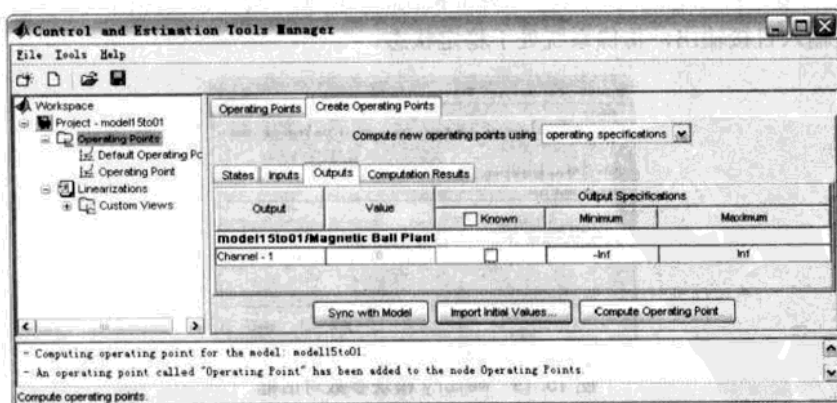 Control and Estimation Tools Manager
File Tools Help
Workspace
Project - model15to01
Operating Points
Default Operating Pc
Operating Point
Linearizations
Custom Views
Operating Points Create Operating Points
Compute new operating points using operating specifications
States Inputs Outputs Computation Results
Output Value Output Specifications
Known Minimum Maximum
model15to01/Magnetic Ball Plant
Channel - 1 0 -Inf Inf
Sync with Model Import Initial Values... Compute Operating Point
- Computing operating point for the model: model15to01.
- An operating point called "Operating Point" has been added to the node Operating Points.
Compute operating points.